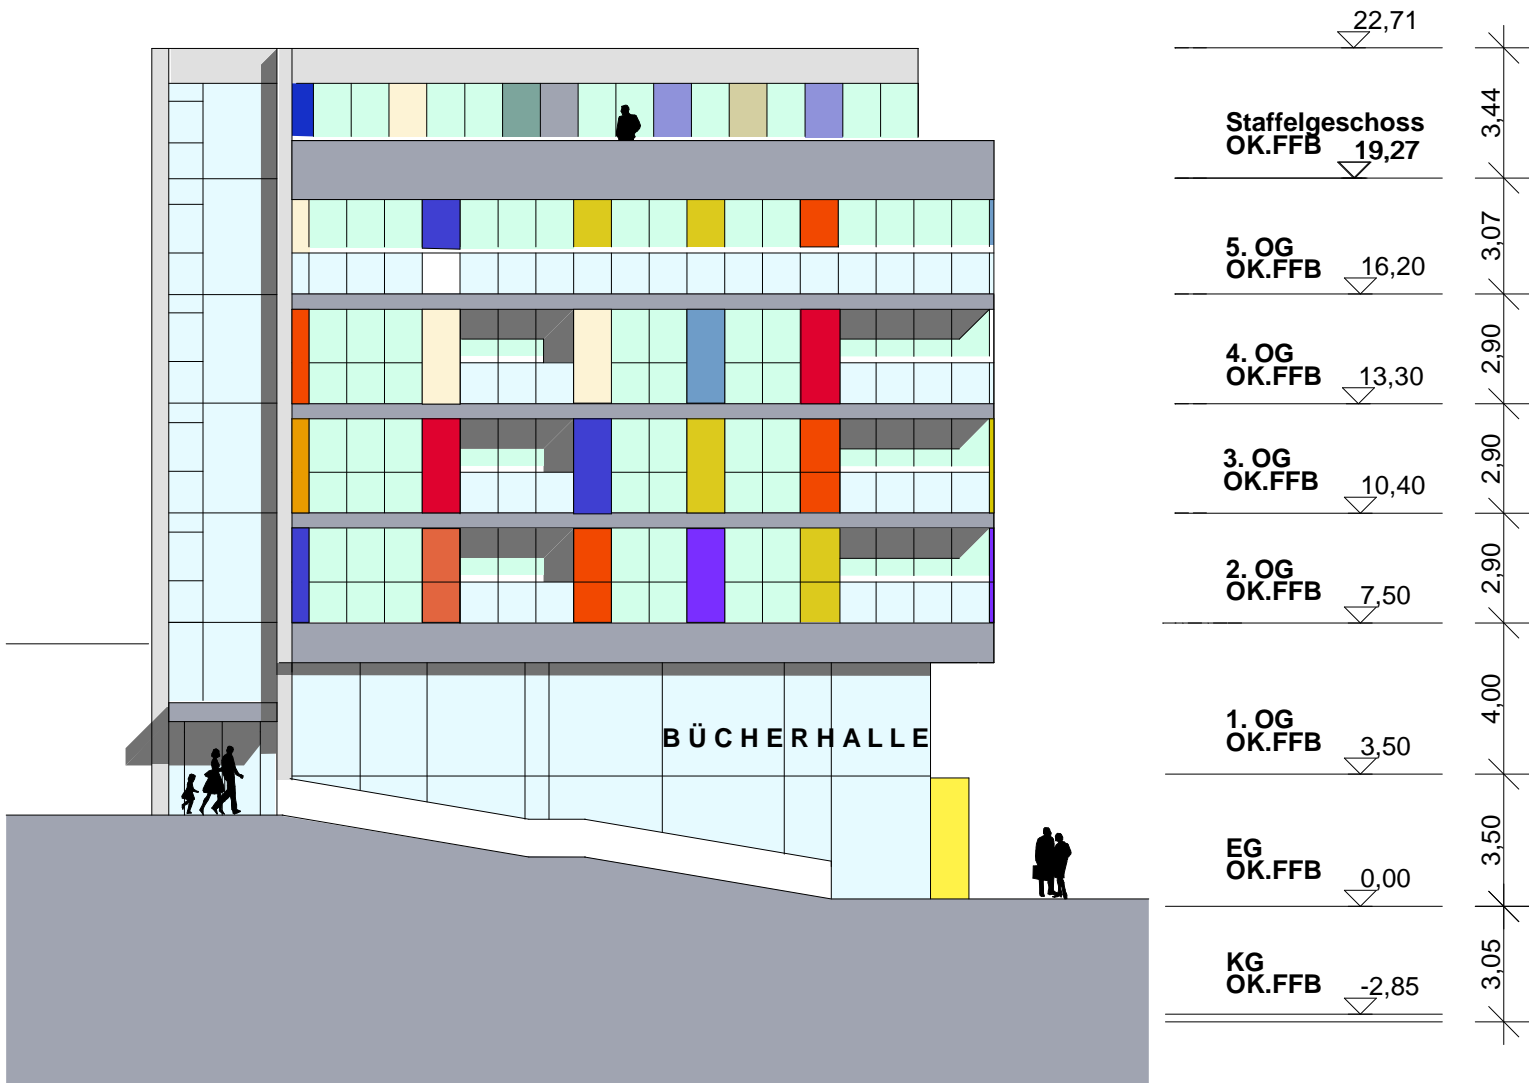 22,71
3,44
Staffelgeschoss
OK.FFB 19,27
3,07
5. OG
OK.FFB 16,20
2,90
4. OG
OK.FFB 13,30
2,90
3. OG
OK.FFB 10,40
2,90
2. OG
OK.FFB 7,50
4,00
1. OG
OK.FFB 3,50
BÜCHERHALLE
3,50
EG
OK.FFB 0,00
3,05
KG
OK.FFB -2,85